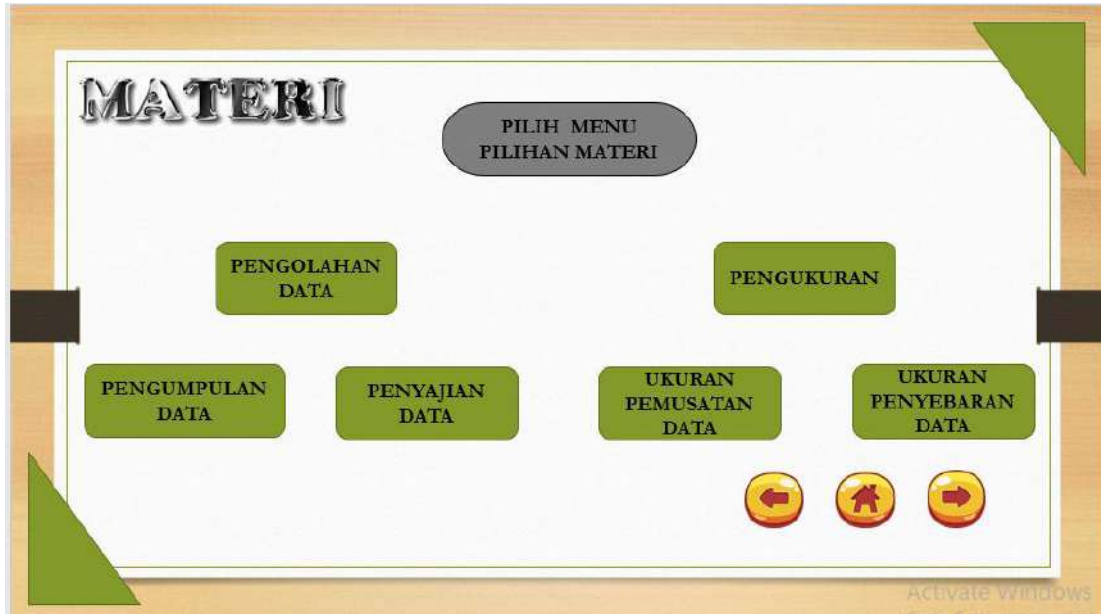 MATERI
PILIH MENU
PILIHAN MATERI
PENGOLAHAN
DATA
PENGUKURAN
PENGUMPULAN
DATA
PENYAJIAN
DATA
UKURAN
PEMUSATAN
DATA
UKURAN
PENYEBARAN
DATA
Activate Windows